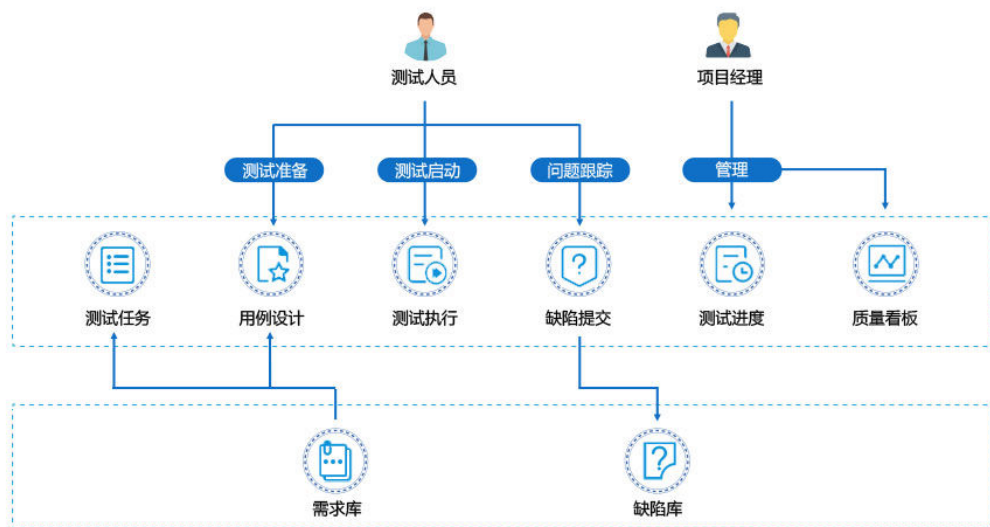 测试人员
项目经理
测试准备
测试启动
问题跟踪
管理
测试任务
用例设计
测试执行
缺陷提交
测试进度
质量看板
需求库
缺陷库